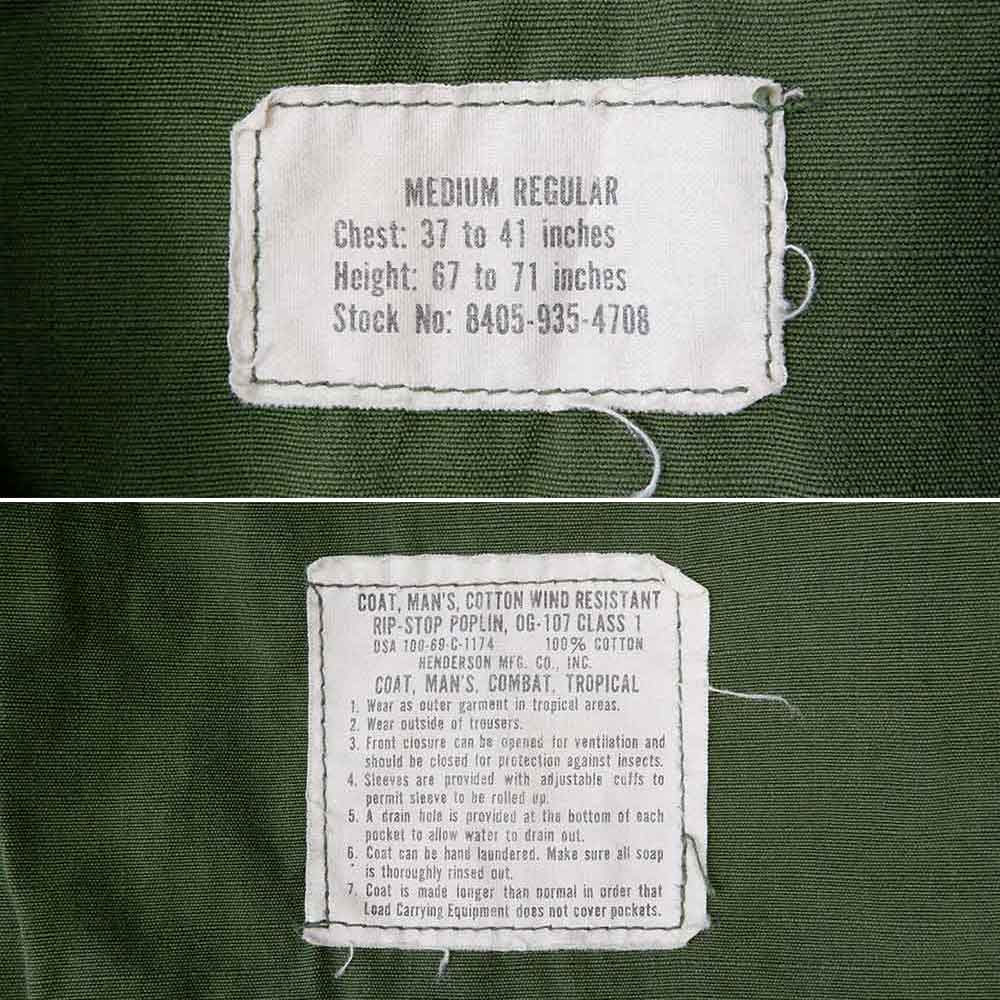 MEDIUM REGULAR
Chest: 37 to 41 inches
Height: 67 to 71 inches
Stock No: 8405-935-4708
COAT, MAN'S, COTTON WIND RESISTANT
RIP-STOP POPLIN, OG-107 CLASS 1
DSA 100-69-C-1174 100% COTTON
HENDERSON MFG. CO., INC.
COAT, MAN'S, COMBAT, TROPICAL
1. Wear as outer garment in tropical areas.
2. Wear outside of trousers.
3. Front closure can be opened for ventilation and
should be closed for protection against insects.
4. Sleeves are provided with adjustable cuffs to
permit sleeve to be rolled up.
5. A drain hole is provided at the bottom of each
pocket to allow water to drain out.
6. Coat can be hand laundered. Make sure all soap
is thoroughly rinsed out.
7. Coat is made longer than normal in order that
Load Carrying Equipment does not cover pockets.